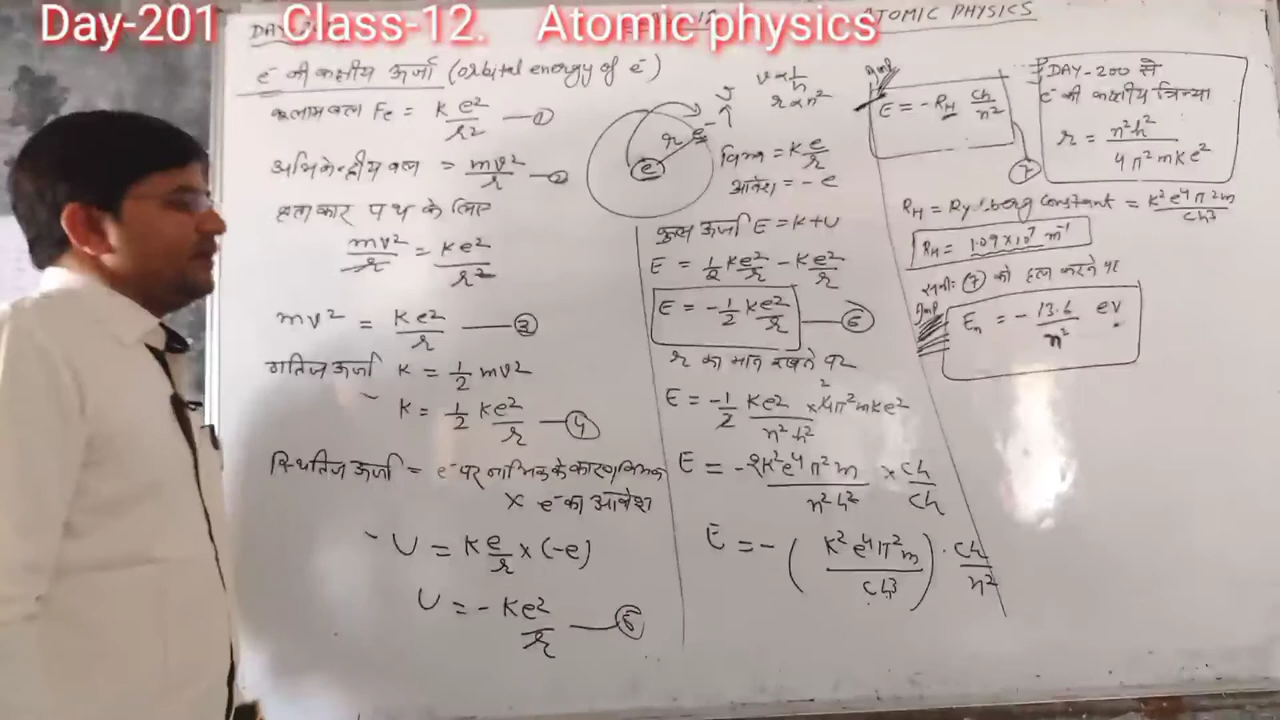 Day-201 Class-12. Atomic physics
ATOMIC PHYSICS
e⁻ की कक्षीय ऊर्जा (orbital energy of e⁻)
कूलाम बल Fe = K e²/r² — ①
अभिकेन्द्रीय बल = mv²/r — ②
वृत्ताकार पथ के लिए
mv²/r = Ke²/r²
mv² = Ke²/r — ③
गतिज ऊर्जा K = 1/2 mv²
K = 1/2 Ke²/r — ④
स्थितिज ऊर्जा = e⁻ पर नाभिक के कारण विभव
× e⁻ का आवेश
U = K e/r × (-e)
U = - Ke²/r — ⑤
v ∝ 1/n
r ∝ n²
r
e⁻
e
विभव = K e/r
आवेश = - e
कुल ऊर्जा E = K+U
E = 1/2 Ke²/r - Ke²/r
E = -1/2 Ke²/r — ⑥
r का मान रखने पर
E = -1/2 Ke²/n²h² × 4π²mKe²
2
E = - 2K²e⁴π²m/n²h² × ch/ch
E = - (K²e⁴π²m/ch³) · ch/n²
Imp
E = - R_H ch/n²
⑦
DAY-200 से
e⁻ की कक्षीय त्रिज्या
r = n²h²/4π²mKe²
R_H = Rydberg Constant = K²e⁴π²m/ch³
R_H = 1.09×10⁷ m⁻¹
समी॰ ⑦ को हल करने पर
Imp
Eₙ = - 13.6/n² ev